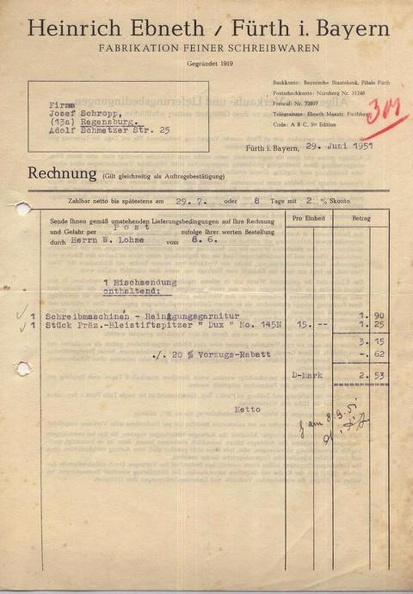 Heinrich Ebneth / Fürth i. Bayern
FABRIKATION FEINER SCHREIBWAREN
Gegründet 1919
Bankkonto: Bayerische Staatsbank, Filiale Fürth
Postscheckkonto: Nürnberg Nr. 31248
Fernruf Nr.
Telegramme: Ebneth Fürthbayern
Code: A B C, 5th Edition
301
Firma
Josef Schropp,
(13a) Regensburg.
Adolf Schmetzer Str. 25
Fürth i. Bayern, 29. Juni 1951
Rechnung (Gilt gleichzeitig als Auftragsbestätigung)
Zahlbar netto bis spätestens am 29.7. oder 8 Tage mit 2 % Skonto
Sende Ihnen gemäß umstehenden Lieferungsbedingungen auf Ihre Rechnung
und Gefahr per Post zufolge Ihrer werten Bestellung
durch Herrn W. Lohse vom 8.6.
Pro Einheit Betrag
1 Mischsendung
enthaltend:
1 Schreibmaschinen - Reinigungsgarnitur 1. 90
1 Stück Präz.-Bleistiftspitzer " Dux " No. 145N 15. -- 1. 25
3. 15
./. 20 % Vorzugs-Rabatt -. 62
D-Mark 2. 53
Netto